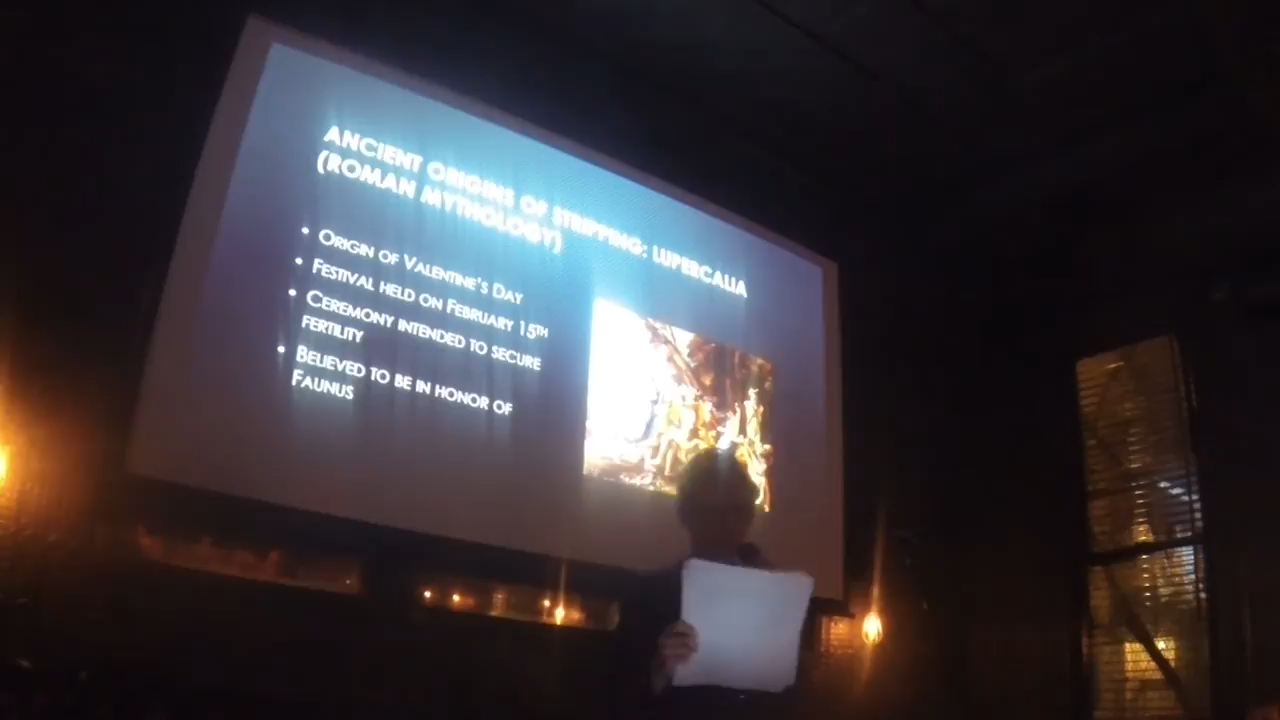 ANCIENT ORIGINS OF STRIPPING: LUPERCALIA
(ROMAN MYTHOLOGY)
• ORIGIN OF VALENTINE'S DAY
• FESTIVAL HELD ON FEBRUARY 15TH
• CEREMONY INTENDED TO SECURE
FERTILITY
• BELIEVED TO BE IN HONOR OF
FAUNUS